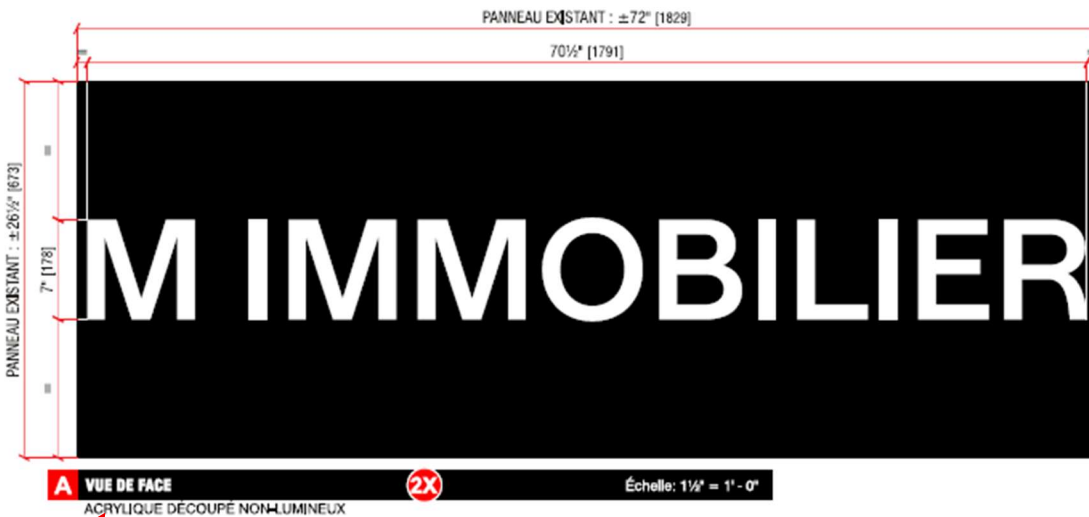 PANNEAU EXISTANT : ±72" [1829]
70½" [1791]
PANNEAU EXISTANT : ±26½" [673]
7" [178]
M IMMOBILIER
A VUE DE FACE 2X Échelle: 1½" = 1' - 0"
ACRYLIQUE DÉCOUPÉ NON-LUMINEUX